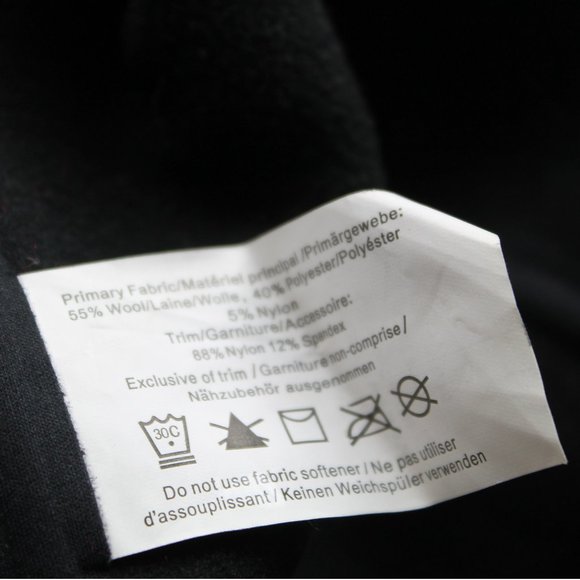 Primary Fabric/Matériel principal/Primärgewebe:
55% Wool/Laine/Wolle, 40% Polyester/Polyéster
5% Nylon
Trim/Garniture/Accessoire:
88% Nylon 12% Spandex
Exclusive of trim / Garniture non-comprise /
Nähzubehör ausgenommen
30C
Do not use fabric softener / Ne pas utiliser
d'assouplissant / Keinen Weichspüler verwenden